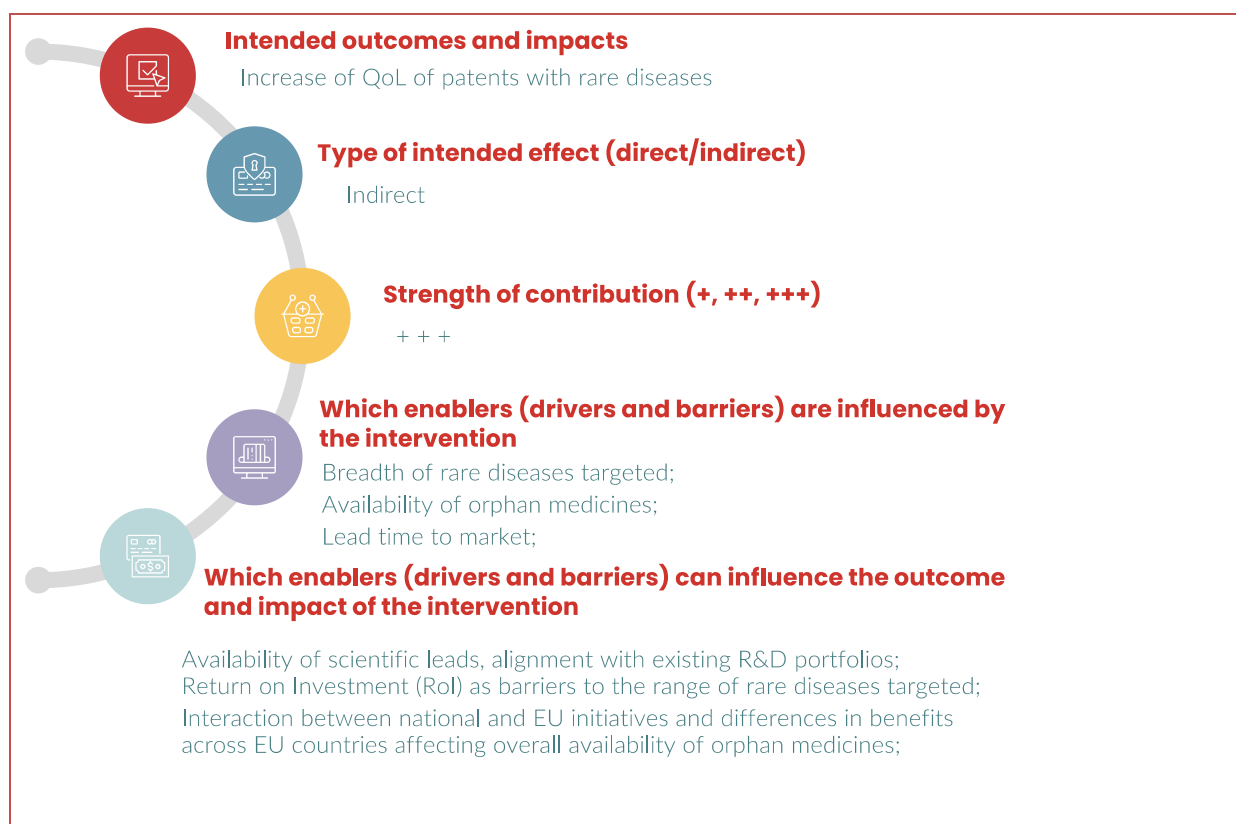 Intended outcomes and impacts
Increase of QoL of patents with rare diseases
Type of intended effect (direct/indirect)
Indirect
Strength of contribution (+, ++, +++)
+ + +
Which enablers (drivers and barriers) are influenced by
the intervention
Breadth of rare diseases targeted;
Availability of orphan medicines;
Lead time to market;
Which enablers (drivers and barriers) can influence the outcome
and impact of the intervention
Availability of scientific leads, alignment with existing R&D portfolios;
Return on Investment (RoI) as barriers to the range of rare diseases targeted;
Interaction between national and EU initiatives and differences in benefits
across EU countries affecting overall availability of orphan medicines;